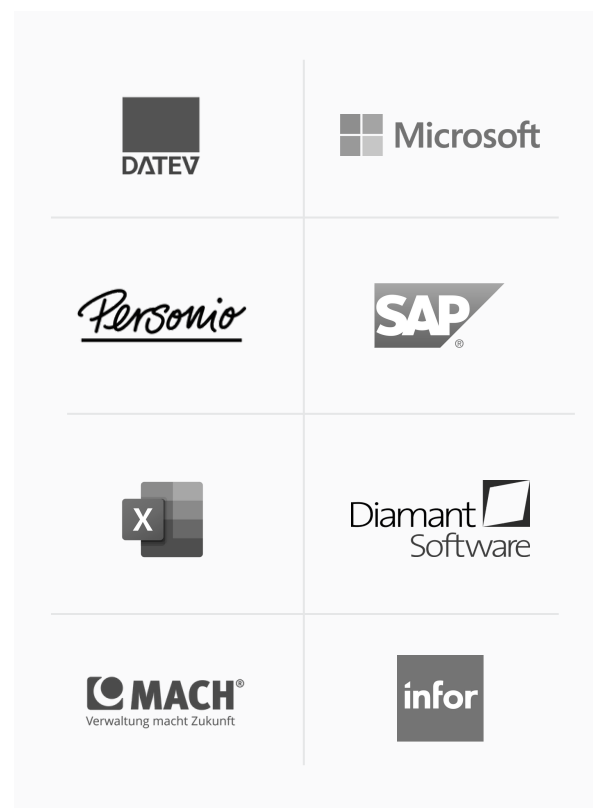 DATEV
Microsoft
Personio
SAP
®
X
Diamant
Software
MACH®
Verwaltung macht Zukunft
infor